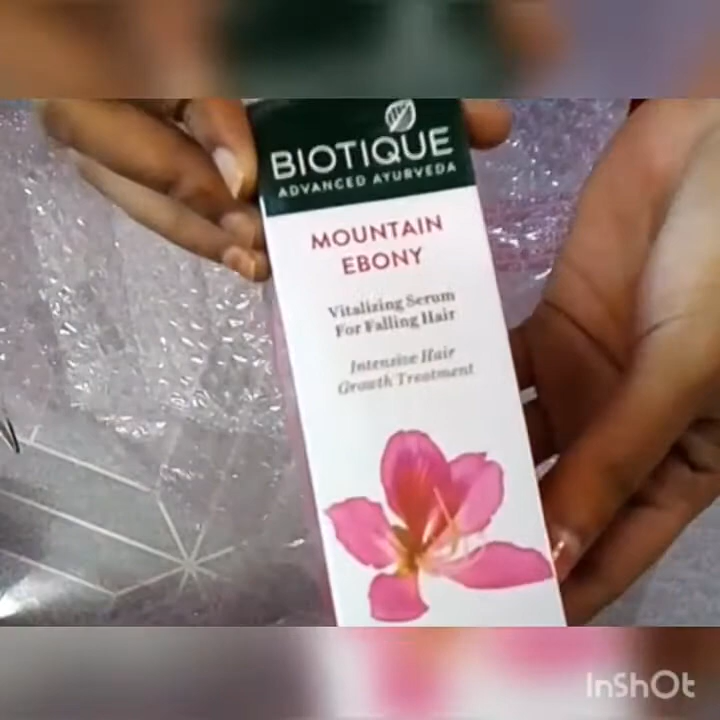 BIOTIQUE
ADVANCED AYURVEDA
MOUNTAIN
EBONY
Vitalizing Serum
For Falling Hair
Intensive Hair
Growth Treatment
InShOt